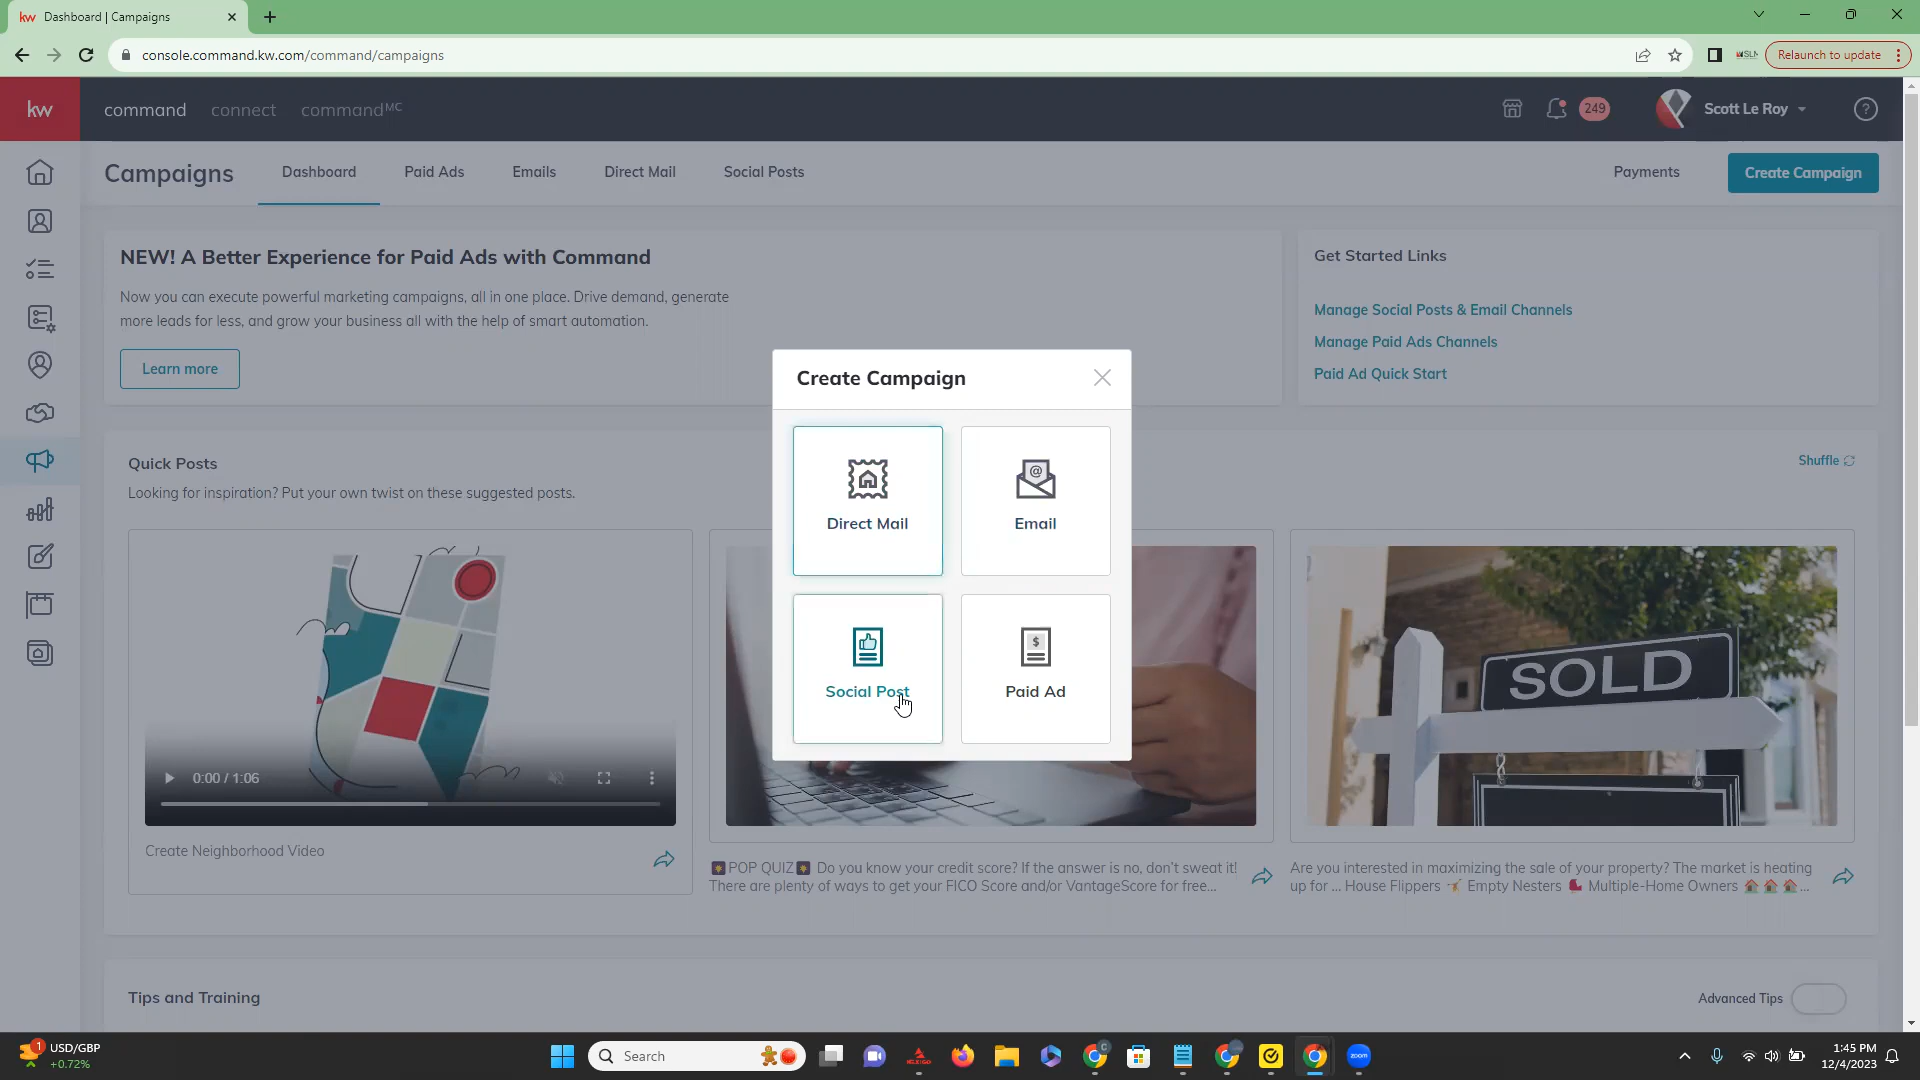 kw Dashboard | Campaigns
console.command.kw.com/command/campaigns
Relaunch to update
kw command connect commandMC
249 Scott Le Roy
Campaigns Dashboard Paid Ads Emails Direct Mail Social Posts Payments Create Campaign
NEW! A Better Experience for Paid Ads with Command
Now you can execute powerful marketing campaigns, all in one place. Drive demand, generate
more leads for less, and grow your business all with the help of smart automation.
Learn more
Get Started Links
Manage Social Posts & Email Channels
Manage Paid Ads Channels
Paid Ad Quick Start
Create Campaign
Direct Mail
Email
Social Post
Paid Ad
Quick Posts
Looking for inspiration? Put your own twist on these suggested posts.
Shuffle
0:00 / 1:06
SOLD
Create Neighborhood Video
POP QUIZ Do you know your credit score? If the answer is no, don't sweat it!
There are plenty of ways to get your FICO Score and/or VantageScore for free...
Are you interested in maximizing the sale of your property? The market is heating
up for ... House Flippers Empty Nesters Multiple-Home Owners ...
Tips and Training
Advanced Tips
1 USD/GBP
+0.72%
Search
zoom
1:45 PM
12/4/2023